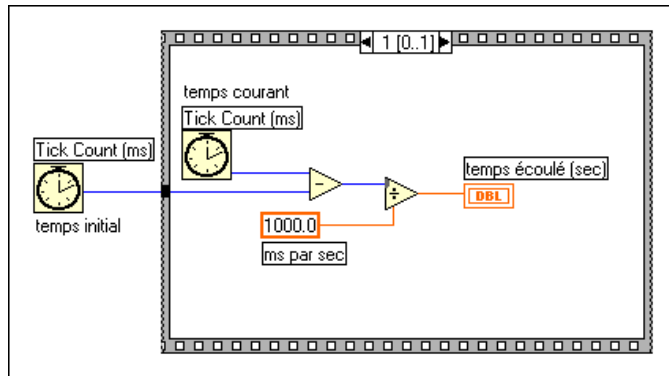 1 [0..1]
temps courant
Tick Count (ms)
Tick Count (ms)
temps initial
temps écoulé (sec)
DBL
1000.0
ms par sec